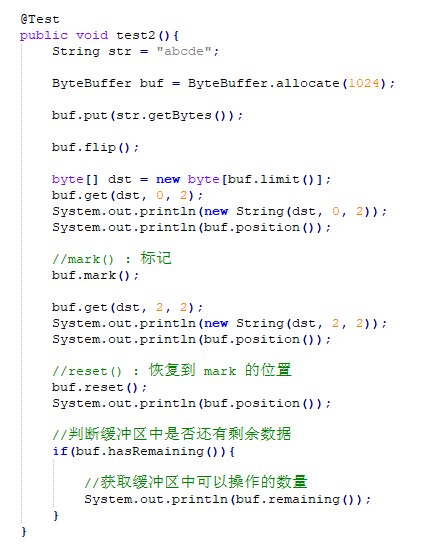 @Test
public void test2(){
String str = "abcde";
ByteBuffer buf = ByteBuffer.allocate(1024);
buf.put(str.getBytes());
buf.flip();
byte[] dst = new byte[buf.limit()];
buf.get(dst, 0, 2);
System.out.println(new String(dst, 0, 2));
System.out.println(buf.position());
//mark() : 标记
buf.mark();
buf.get(dst, 2, 2);
System.out.println(new String(dst, 2, 2));
System.out.println(buf.position());
//reset() : 恢复到 mark 的位置
buf.reset();
System.out.println(buf.position());
//判断缓冲区中是否还有剩余数据
if(buf.hasRemaining()){
//获取缓冲区中可以操作的数量
System.out.println(buf.remaining());
}
}